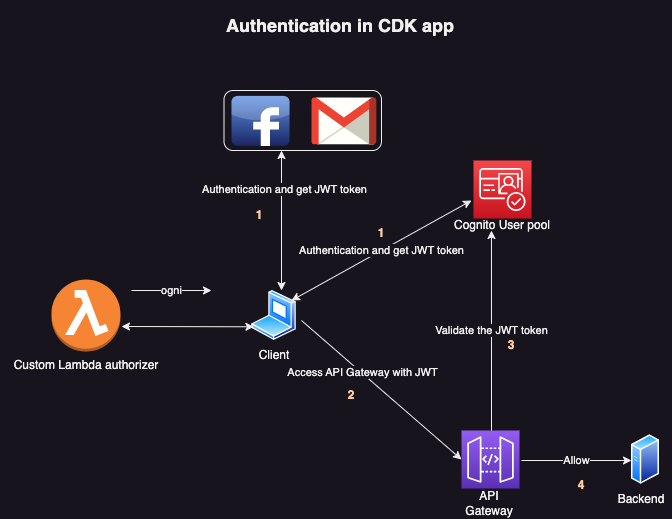 Authentication in CDK app
f
Authentication and get JWT token
1
Cognito User pool
1
Authentication and get JWT token
ogni
Custom Lambda authorizer
Client
Validate the JWT token
3
Access API Gateway with JWT
2
</>
Allow
4
API
Gateway
Backend